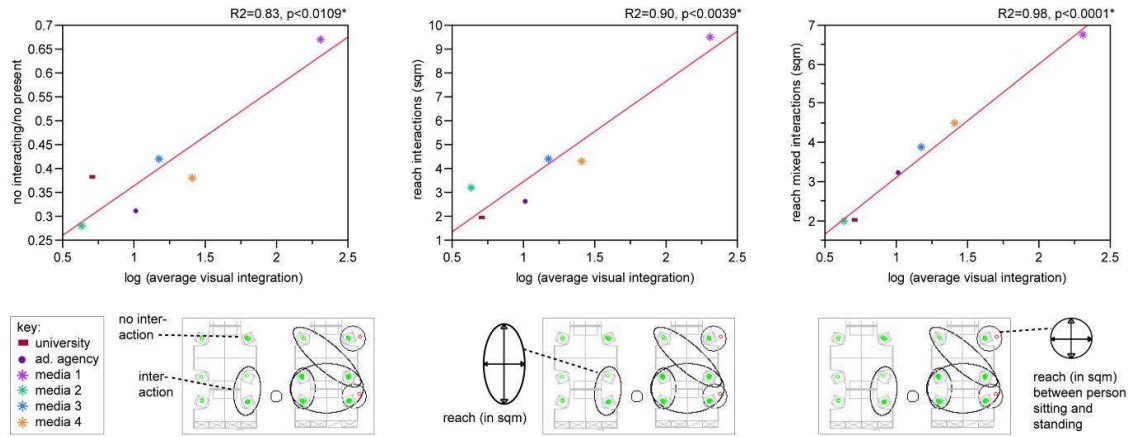 R2=0.83, p<0.0109*
no interacting/no present
0.7
0.65
0.6
0.55
0.5
0.45
0.4
0.35
0.3
0.25
0.5 1 1.5 2 2.5
log (average visual integration)
R2=0.90, p<0.0039*
reach interactions (sqm)
10
9
8
7
6
5
4
3
2
1
0.5 1 1.5 2 2.5
log (average visual integration)
R2=0.98, p<0.0001*
reach mixed interactions (sqm)
7
6
5
4
3
2
0.5 1 1.5 2 2.5
log (average visual integration)
key:
university
ad. agency
media 1
media 2
media 3
media 4
no inter-
action
inter-
action
reach (in sqm)
reach (in sqm)
between person
sitting and
standing